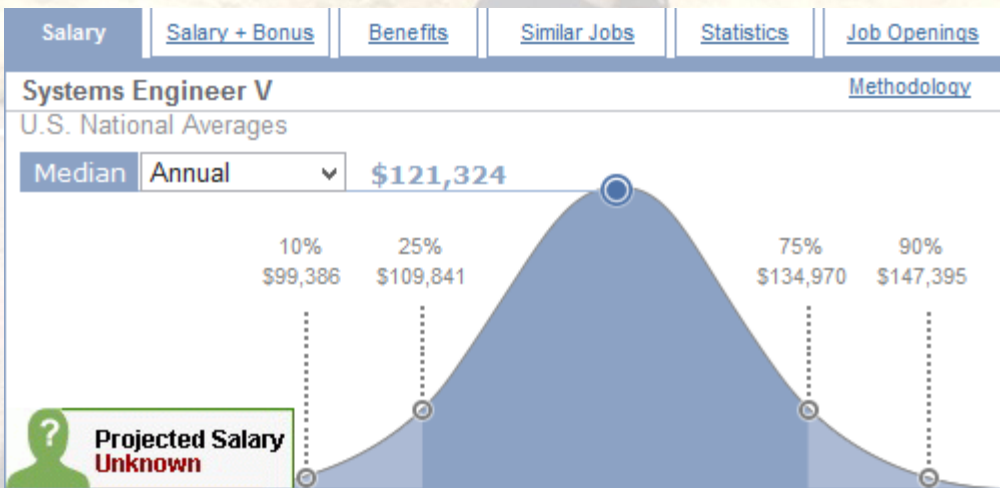 Salary Salary + Bonus Benefits Similar Jobs Statistics Job Openings
Systems Engineer V Methodology
U.S. National Averages
Median Annual $121,324
10% 25% 75% 90%
$99,386 $109,841 $134,970 $147,395
?
Projected Salary
Unknown